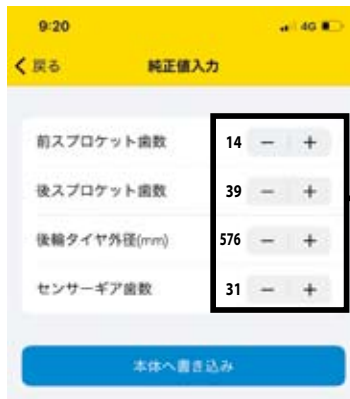 9:20 4G
戻る 純正値入力
前スプロケット歯数 14 − +
後スプロケット歯数 39 − +
後輪タイヤ外径(mm) 576 − +
センサーギア歯数 31 − +
本体へ書き込み